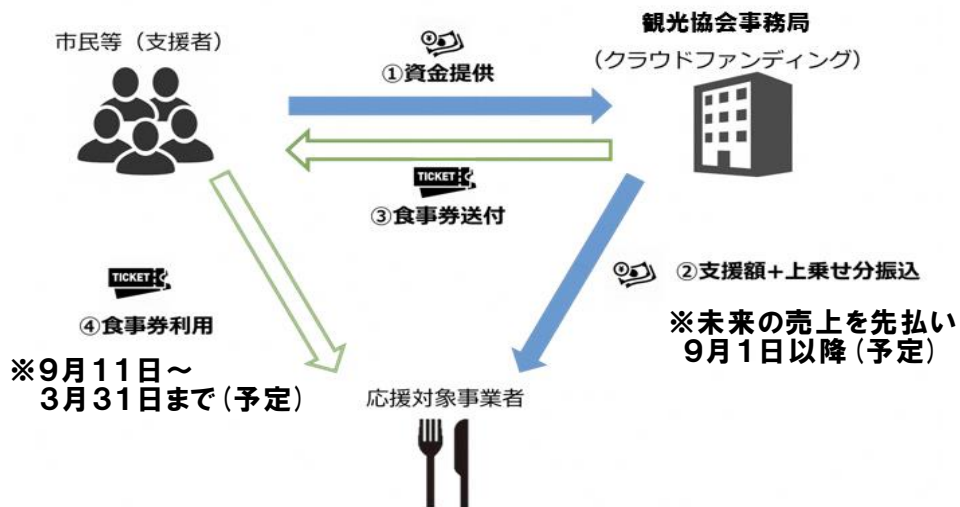 市民等（支援者）
観光協会事務局
（クラウドファンディング）
①資金提供
TICKET
③食事券送付
②支援額+上乗せ分振込
※未来の売上を先払い
9月1日以降(予定)
TICKET
④食事券利用
※9月11日～
3月31日まで(予定)
応援対象事業者